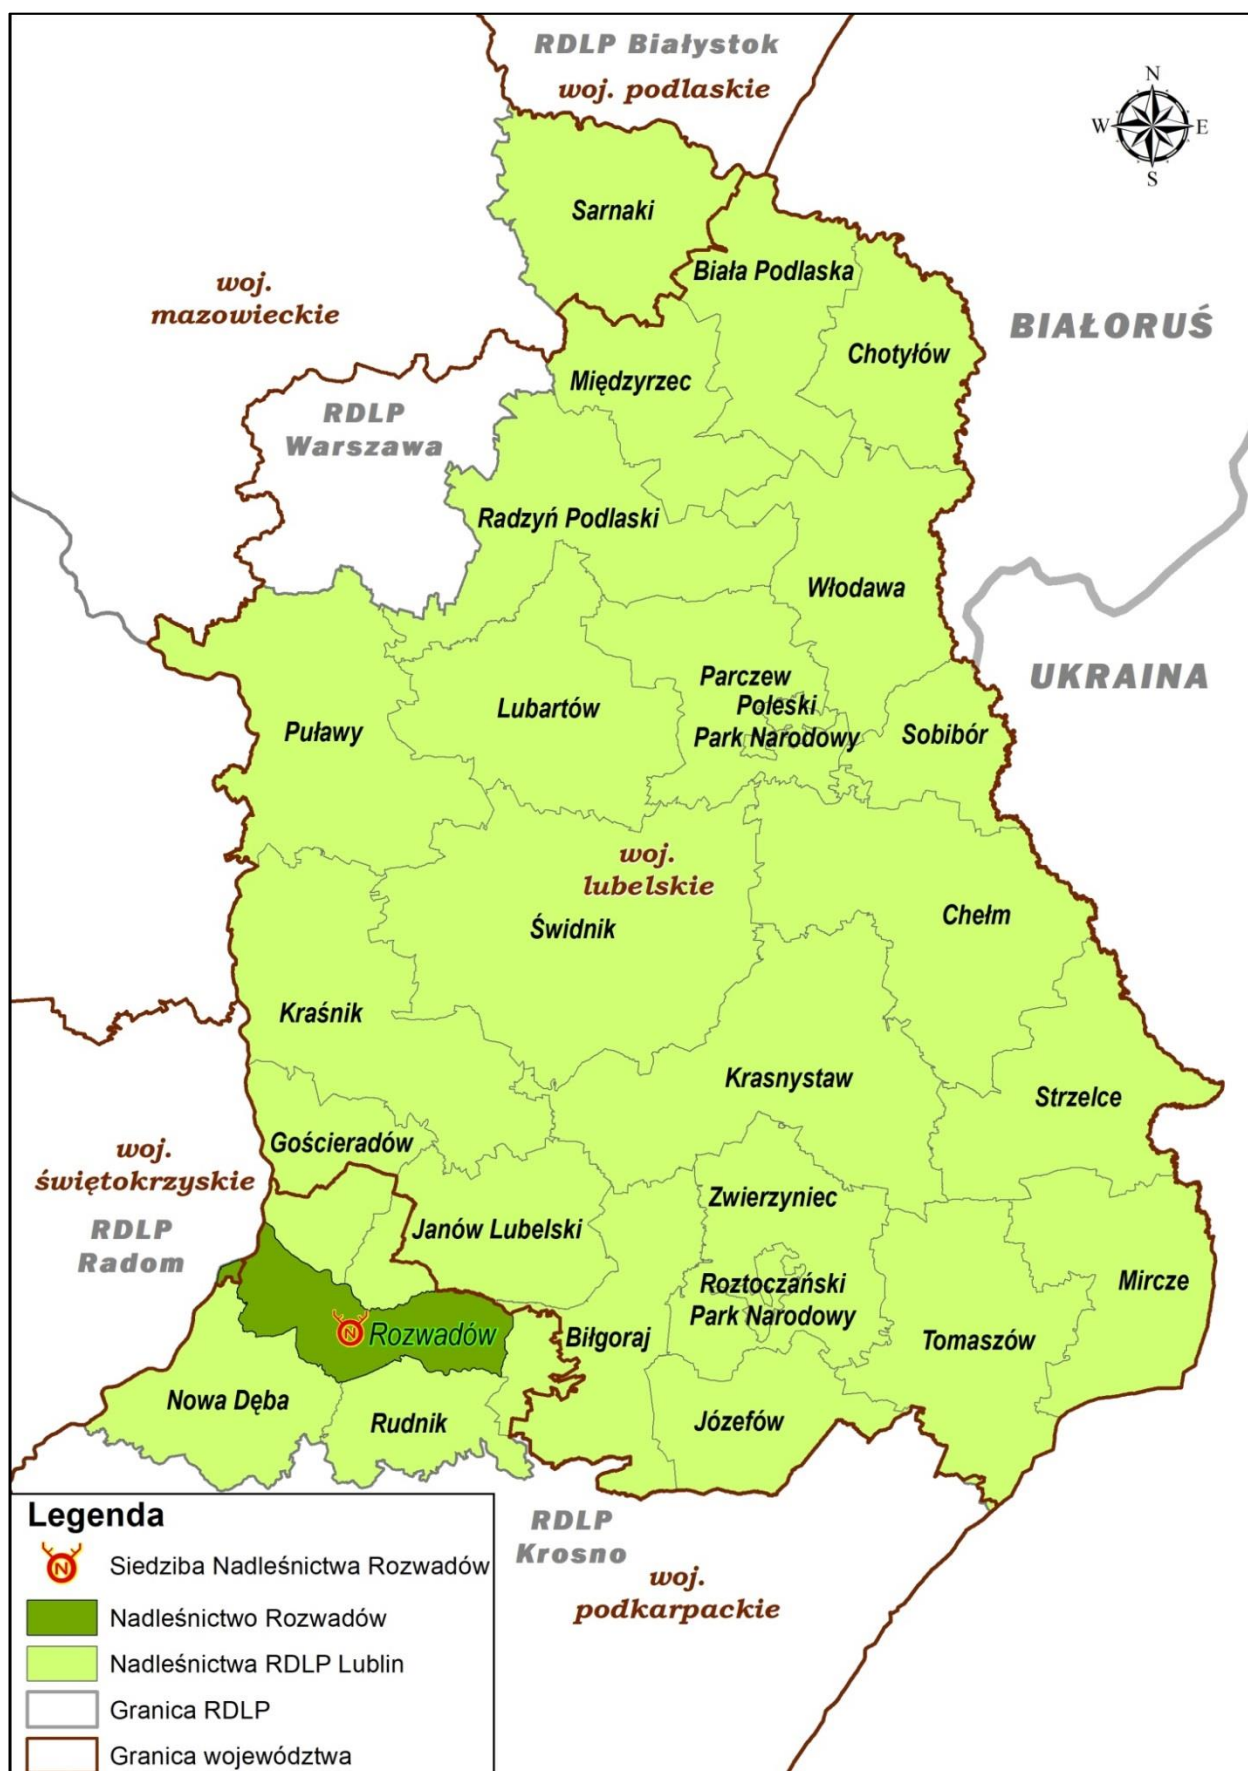 RDLP Białystok
woj. podlaskie
N
W
E
S
Sarnaki
Biała Podlaska
woj.
mazowieckie
BIAŁORUŚ
Chotyłów
Międzyrzec
RDLP
Warszawa
Radzyń Podlaski
Włodawa
UKRAINA
Parczew
Poleski
Park Narodowy
Lubartów
Puławy
Sobibór
woj.
lubelskie
Chełm
Świdnik
Kraśnik
Krasnystaw
Strzelce
Gościeradów
woj.
świętokrzyskie
Zwierzyniec
RDLP
Radom
Janów Lubelski
Roztoczański
Park Narodowy
Mircze
N
Rozwadów
Biłgoraj
Tomaszów
Nowa Dęba
Rudnik
Józefów
RDLP
Krosno
woj.
podkarpackie
Legenda
N
Siedziba Nadleśnictwa Rozwadów
Nadleśnictwo Rozwadów
Nadleśnictwa RDLP Lublin
Granica RDLP
Granica województwa